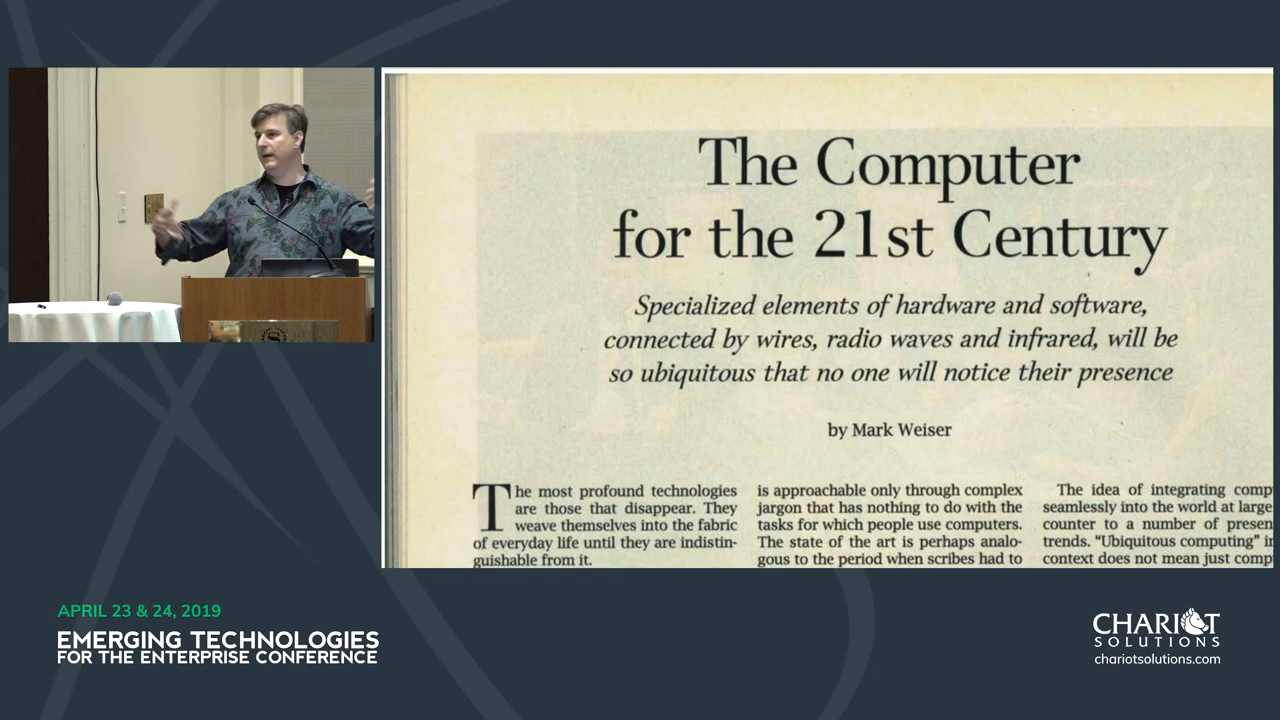 The Computer
for the 21st Century
Specialized elements of hardware and software,
connected by wires, radio waves and infrared, will be
so ubiquitous that no one will notice their presence
by Mark Weiser
The most profound technologies
are those that disappear. They
weave themselves into the fabric
of everyday life until they are indistin-
guishable from it.
is approachable only through complex
jargon that has nothing to do with the
tasks for which people use computers.
The state of the art is perhaps analo-
gous to the period when scribes had to
The idea of integrating comp
seamlessly into the world at large
counter to a number of presen
trends. “Ubiquitous computing” in
context does not mean just comp
S
APRIL 23 & 24, 2019
EMERGING TECHNOLOGIES
FOR THE ENTERPRISE CONFERENCE
CHARIOT
SOLUTIONS
chariotsolutions.com